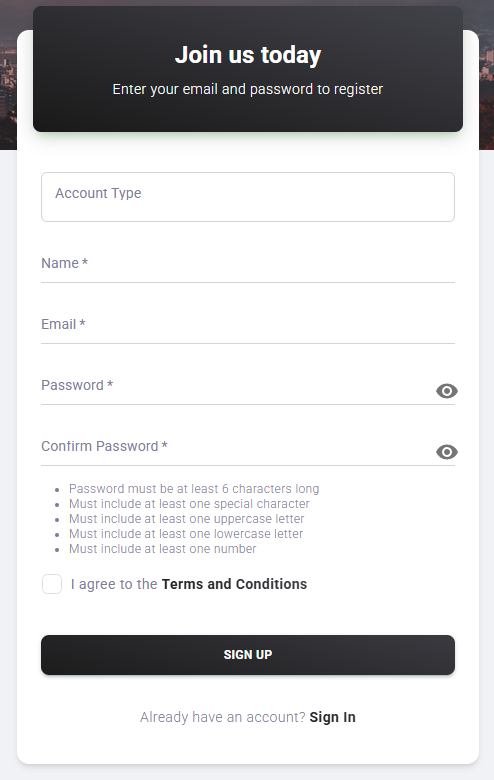 Join us today
Enter your email and password to register
Account Type
Name *
Email *
Password *
Confirm Password *
Password must be at least 6 characters long
Must include at least one special character
Must include at least one uppercase letter
Must include at least one lowercase letter
Must include at least one number
I agree to the Terms and Conditions
SIGN UP
Already have an account? Sign In